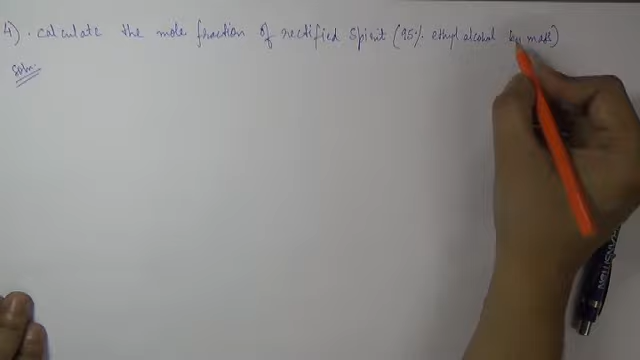 4). calculate the mole fraction of rectified spirit (95% ethyl alcohol by mass)
Soln: